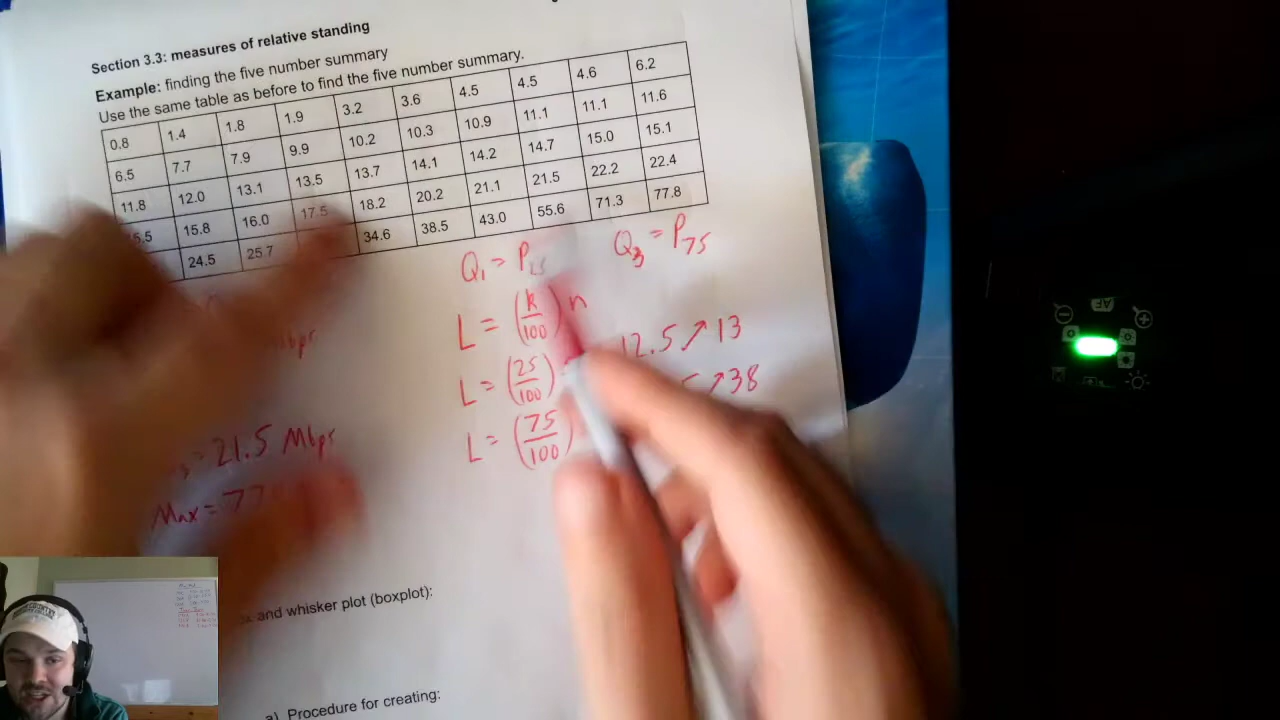 Section 3.3: measures of relative standing
Example: finding the five number summary
Use the same table as before to find the five number summary.
0.8 1.4 1.8 1.9 3.2 3.6 4.5 4.5 4.6 6.2
6.5 7.7 7.9 9.9 10.2 10.3 10.9 11.1 11.1 11.6
11.8 12.0 13.1 13.5 13.7 14.1 14.2 14.7 15.0 15.1
15.8 16.0 17.5 18.2 20.2 21.1 21.5 22.2 22.4
24.5 25.7 34.6 38.5 43.0 55.6 71.3 77.8
Q₁ = P₂₅ Q₃ = P₇₅
L = (k/100) n
L = (25/100) 12.5 ↗ 13
L = (75/100) ↗ 38
= 21.5 Mbpr
Max = 77
and whisker plot (boxplot):
a) Procedure for creating:
AF